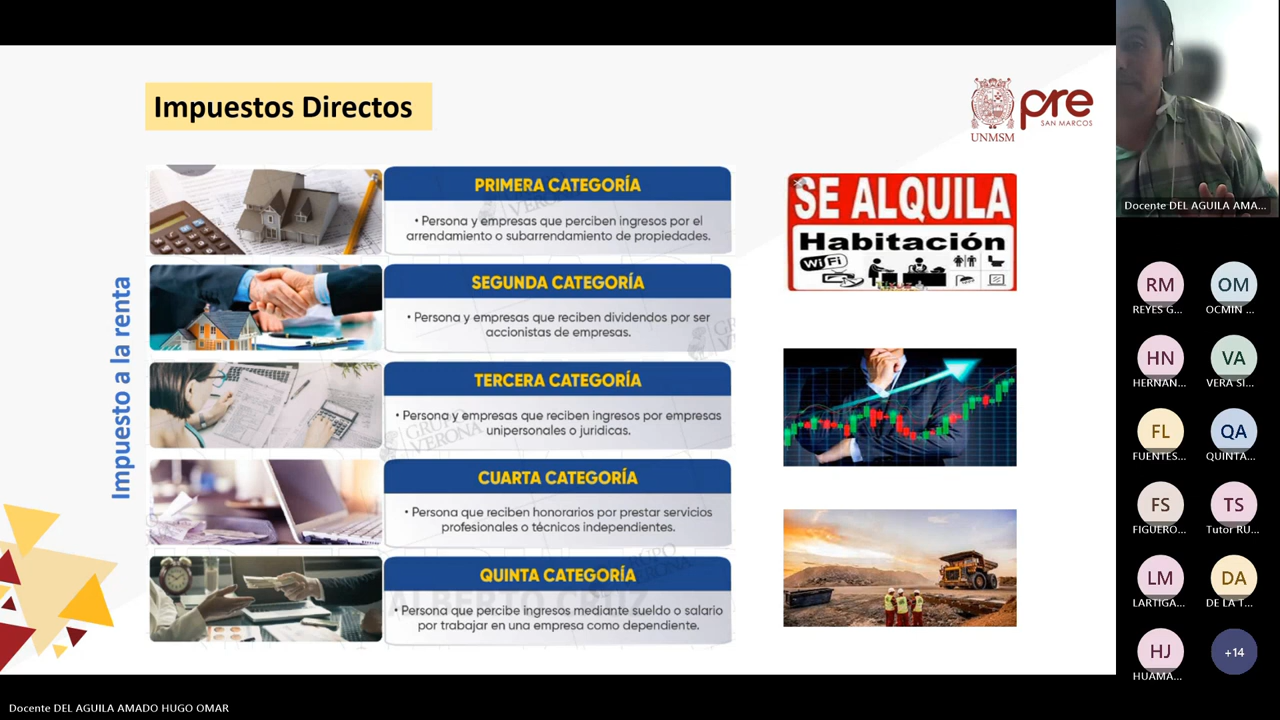 Impuestos Directos
UNMSM
pre
SAN MARCOS
Impuesto a la renta
PRIMERA CATEGORÍA
• Persona y empresas que perciben ingresos por el
arrendamiento o subarrendamiento de propiedades.
SEGUNDA CATEGORÍA
• Persona y empresas que reciben dividendos por ser
accionistas de empresas.
TERCERA CATEGORÍA
• Persona y empresas que reciben ingresos por empresas
unipersonales o juridicas.
CUARTA CATEGORÍA
• Persona que reciben honorarios por prestar servicios
profesionales o técnicos independientes.
QUINTA CATEGORÍA
• Persona que percibe ingresos mediante sueldo o salario
por trabajar en una empresa como dependiente.
GRUPO
VERONA
SE ALQUILA
Habitación
WiFi
Docente DEL AGUILA AMA...
RM
REYES G...
OM
OCMIN ...
HN
HERNAN...
VA
VERA SI...
FL
FUENTES...
QA
QUINTA...
FS
FIGUERO...
TS
Tutor RU...
LM
LARTIGA...
DA
DE LA T...
HJ
HUAMA...
+14
Docente DEL AGUILA AMADO HUGO OMAR